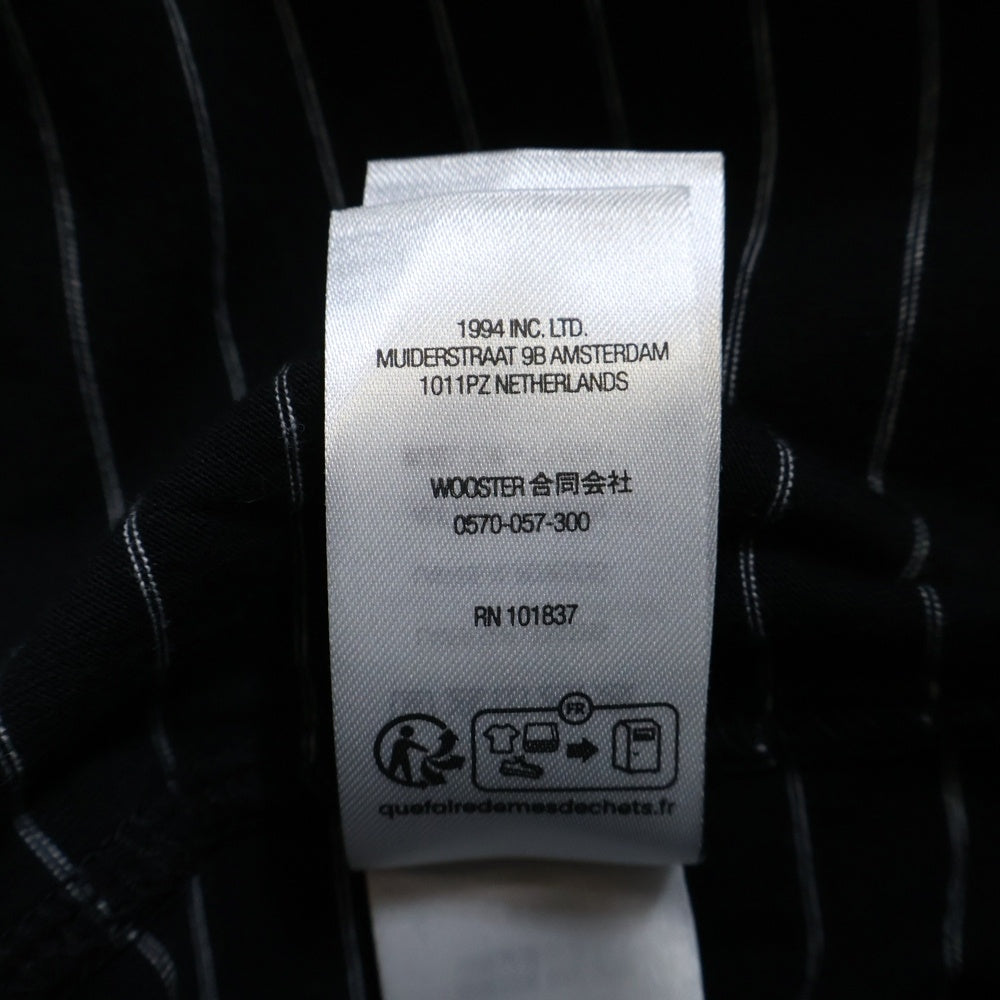 1994 INC. LTD.
MUIDERSTRAAT 9B AMSTERDAM
1011PZ NETHERLANDS
WOOSTER 合同会社
0570-057-300
RN 101837
FR
quefairedemesdechets.fr